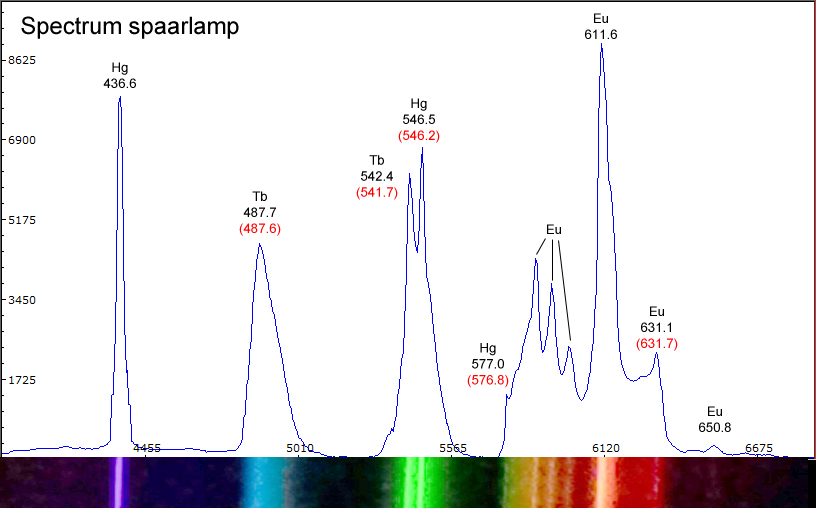 Spectrum spaarlamp
Eu
611.6
8625
Hg
436.6
Hg
546.5
(546.2)
6900
Tb
542.4
(541.7)
Tb
487.7
(487.6)
5175
Eu
3450
Eu
631.1
(631.7)
Hg
577.0
(576.8)
1725
Eu
650.8
4455
5010
5565
6120
6675